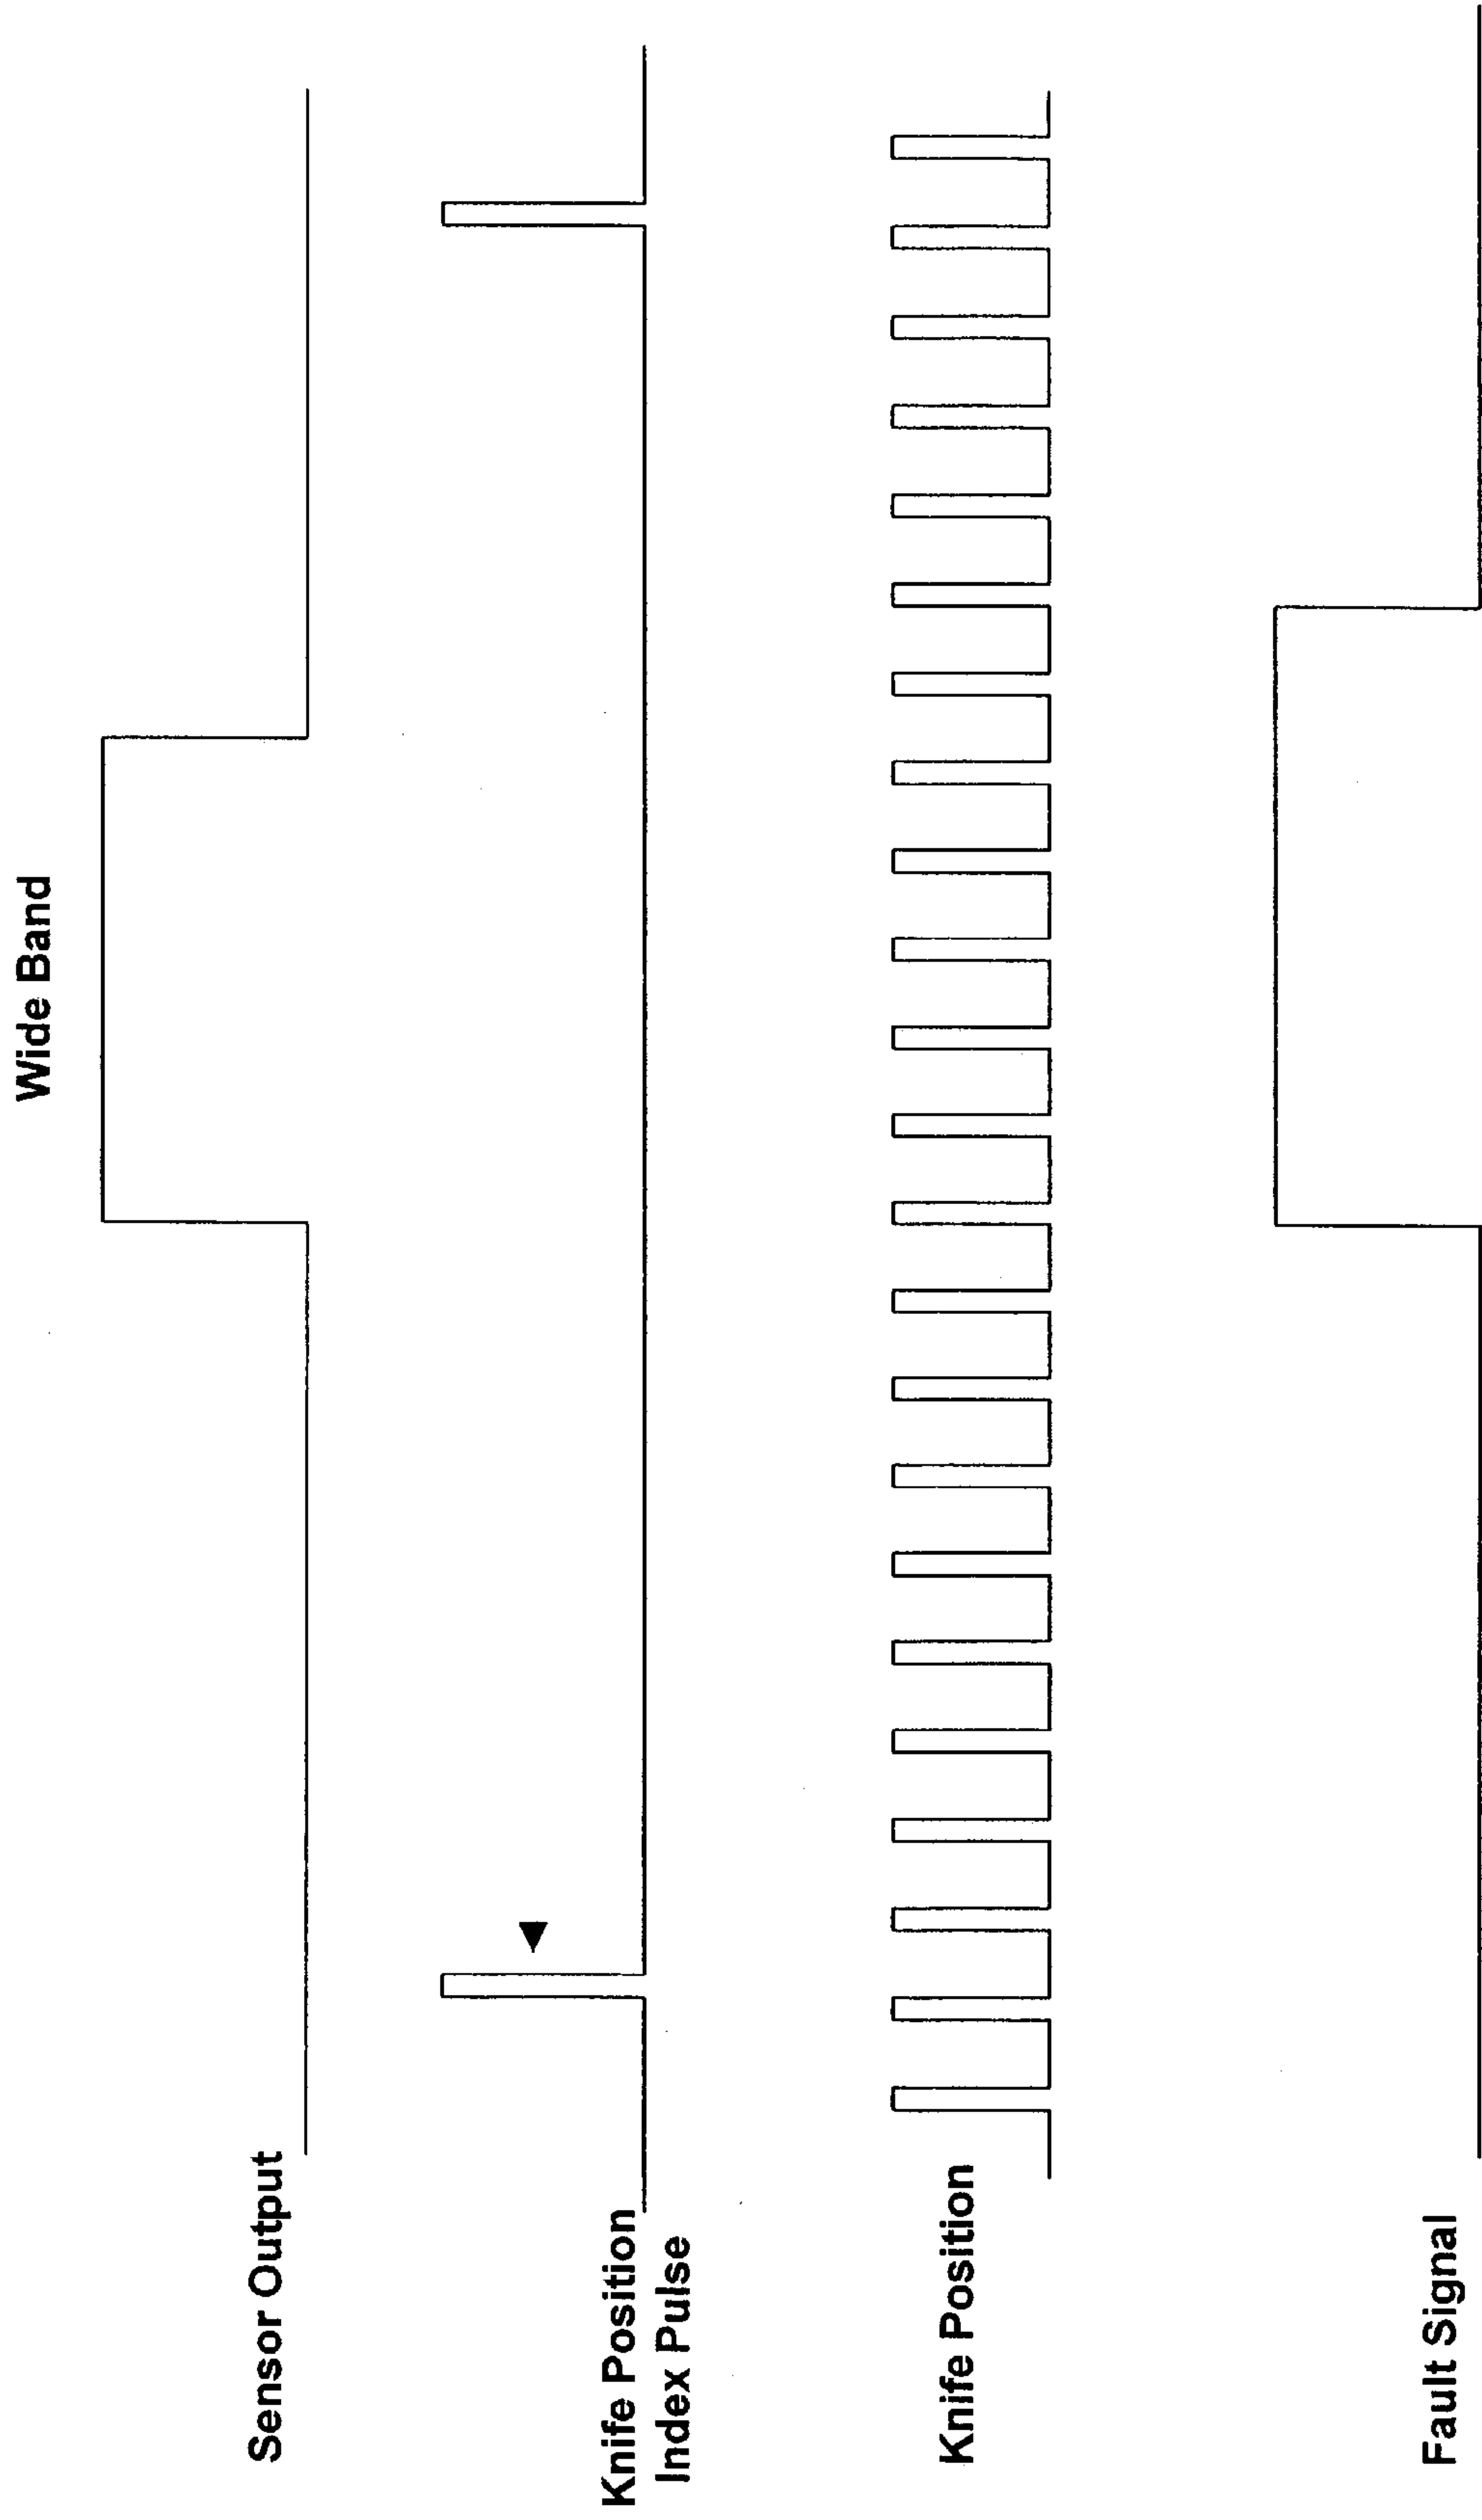 Wide Band
Sensor Output
Knife Position
Index Pulse
Knife Position
Fault Signal